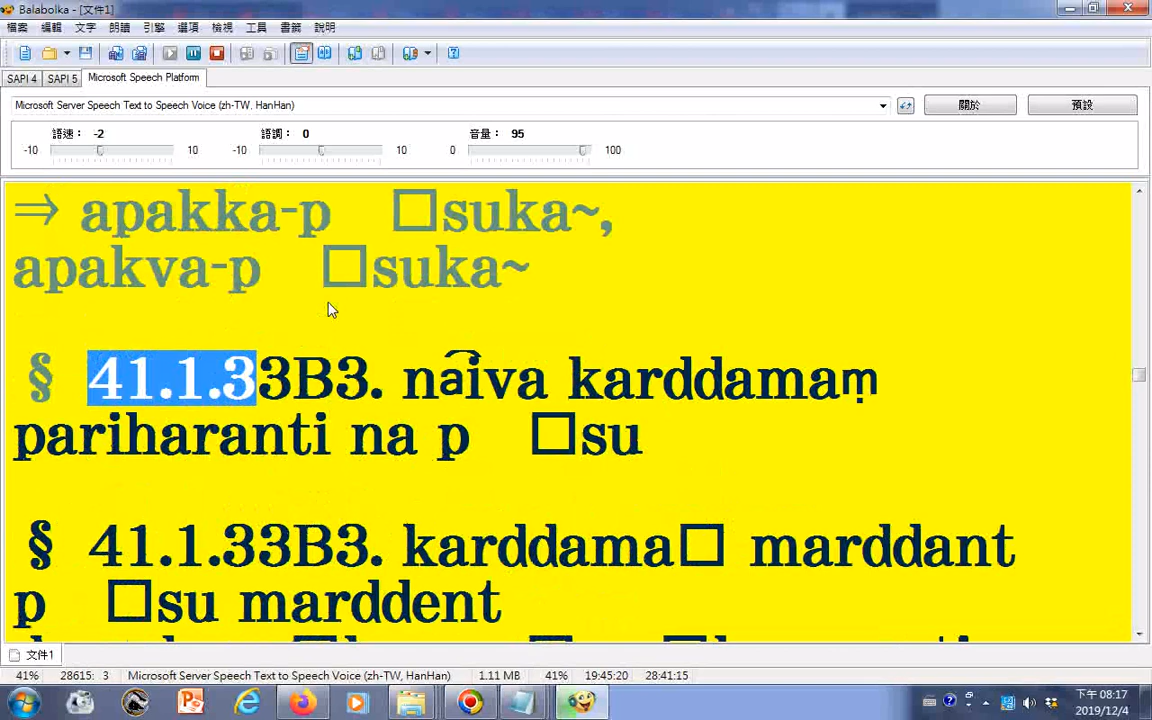 Balabolka - [文件1]
檔案 編輯 文字 朗讀 引擎 選項 檢視 工具 書籤 說明
SAPI 4 SAPI 5 Microsoft Speech Platform
Microsoft Server Speech Text to Speech Voice (zh-TW, HanHan) 關於 預設
語速： -2 語調： 0 音量： 95
-10 10 -10 10 0 100
⇒ apakka-p □suka~,
apakva-p □suka~
§ 41.1.33B3. na͡iva karddamaṃ
pariharanti na p □su
§ 41.1.33B3. karddama□ marddant
p □su marddent
文件1
41% 28615: 3 Microsoft Server Speech Text to Speech Voice (zh-TW, HanHan) 1.11 MB 41% 19:45:20 28:41:15
下午 08:17
2019/12/4